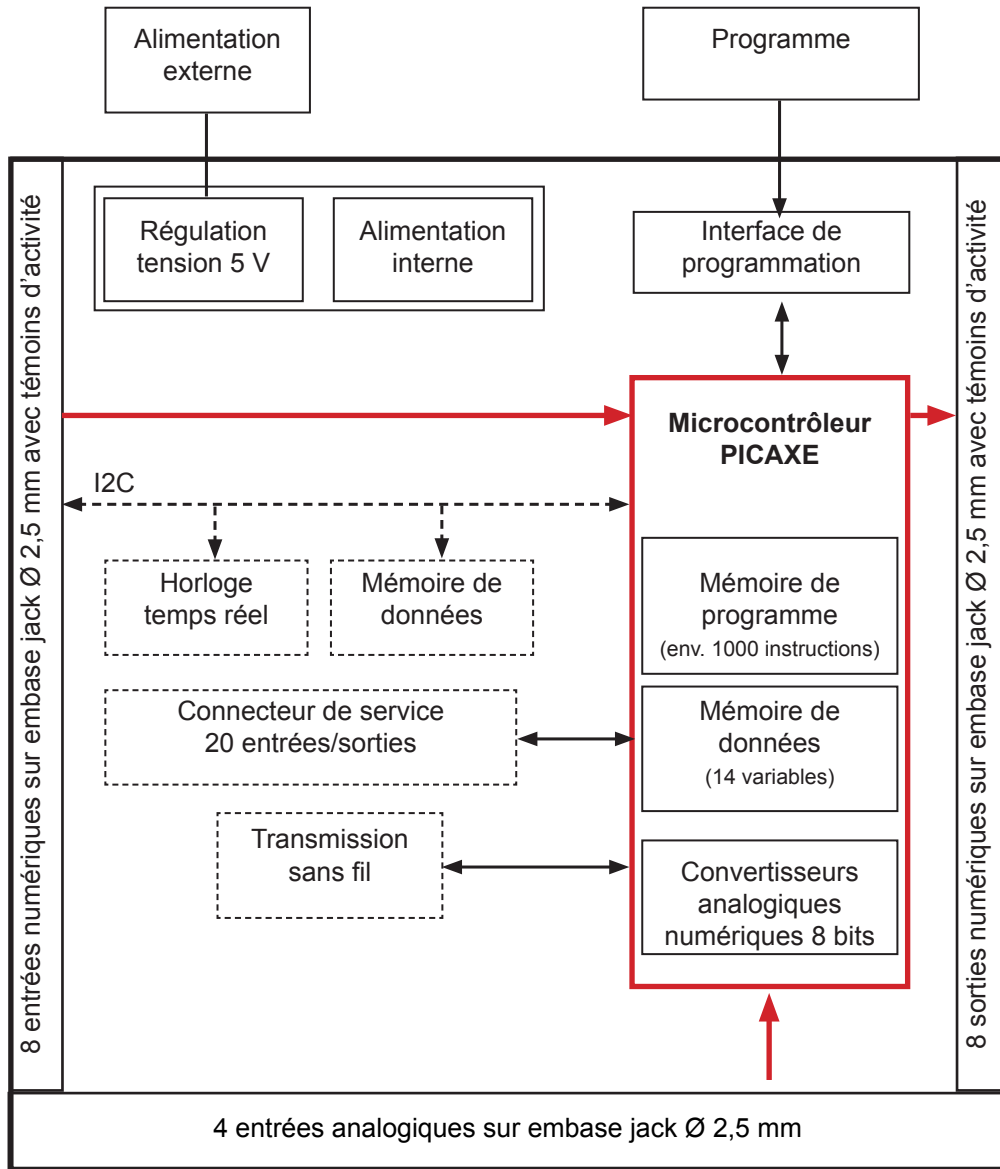 Alimentation
externe
Programme
8 entrées numériques sur embase jack Ø 2,5 mm avec témoins d’activité
Régulation
tension 5 V
Alimentation
interne
Interface de
programmation
8 sorties numériques sur embase jack Ø 2,5 mm avec témoins d’activité
Microcontrôleur
PICAXE
I2C
Horloge
temps réel
Mémoire de
données
Mémoire de
programme
(env. 1000 instructions)
Connecteur de service
20 entrées/sorties
Mémoire de
données
(14 variables)
Transmission
sans fil
Convertisseurs
analogiques
numériques 8 bits
4 entrées analogiques sur embase jack Ø 2,5 mm